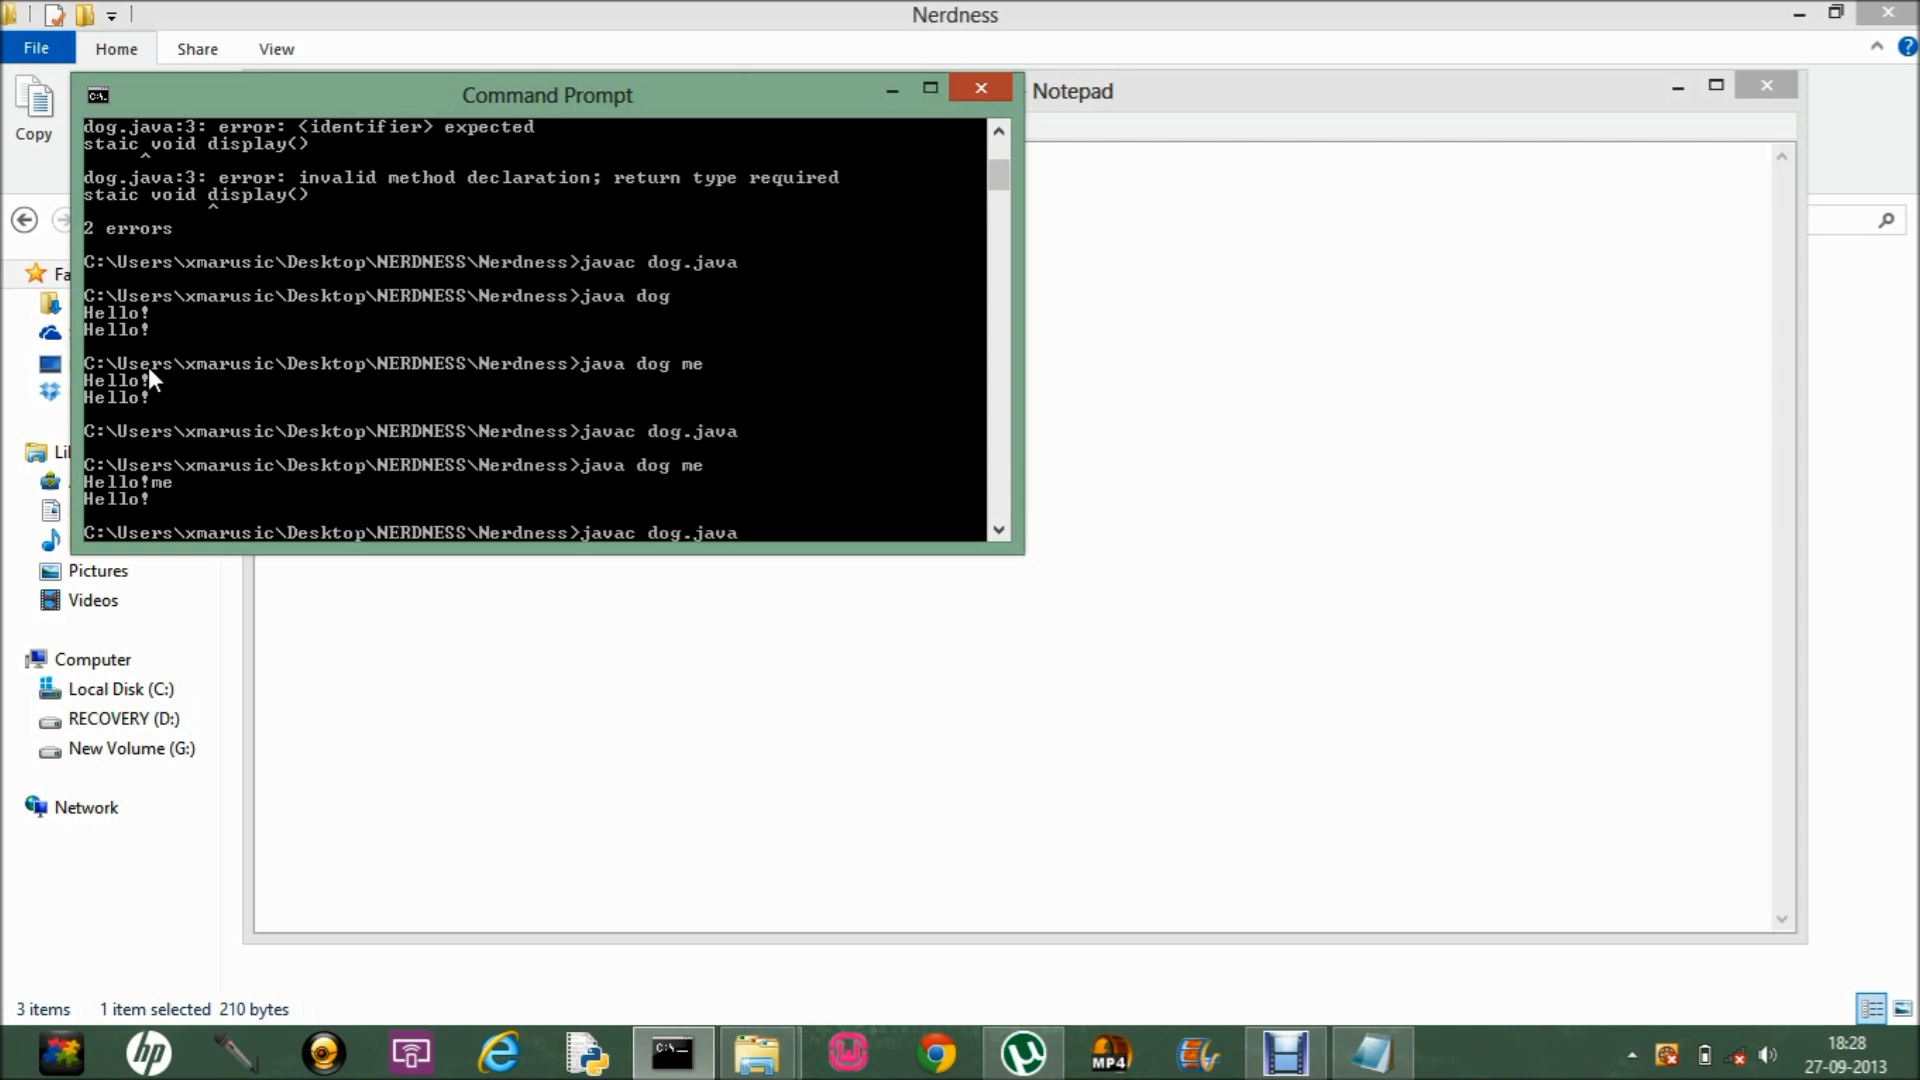 Nerdness
File Home Share View
Copy
Command Prompt
Notepad
dog.java:3: error: <identifier> expected
staic void display()
^
dog.java:3: error: invalid method declaration; return type required
staic void display()
^
2 errors
C:\Users\xmarusic\Desktop\NERDNESS\Nerdness>javac dog.java
C:\Users\xmarusic\Desktop\NERDNESS\Nerdness>java dog
Hello!
Hello!
C:\Users\xmarusic\Desktop\NERDNESS\Nerdness>java dog me
Hello!
Hello!
C:\Users\xmarusic\Desktop\NERDNESS\Nerdness>javac dog.java
C:\Users\xmarusic\Desktop\NERDNESS\Nerdness>java dog me
Hello!me
Hello!
C:\Users\xmarusic\Desktop\NERDNESS\Nerdness>javac dog.java
Fa
Li
Pictures
Videos
Computer
Local Disk (C:)
RECOVERY (D:)
New Volume (G:)
Network
3 items 1 item selected 210 bytes
hp
C:\
MP4
18:28
27-09-2013